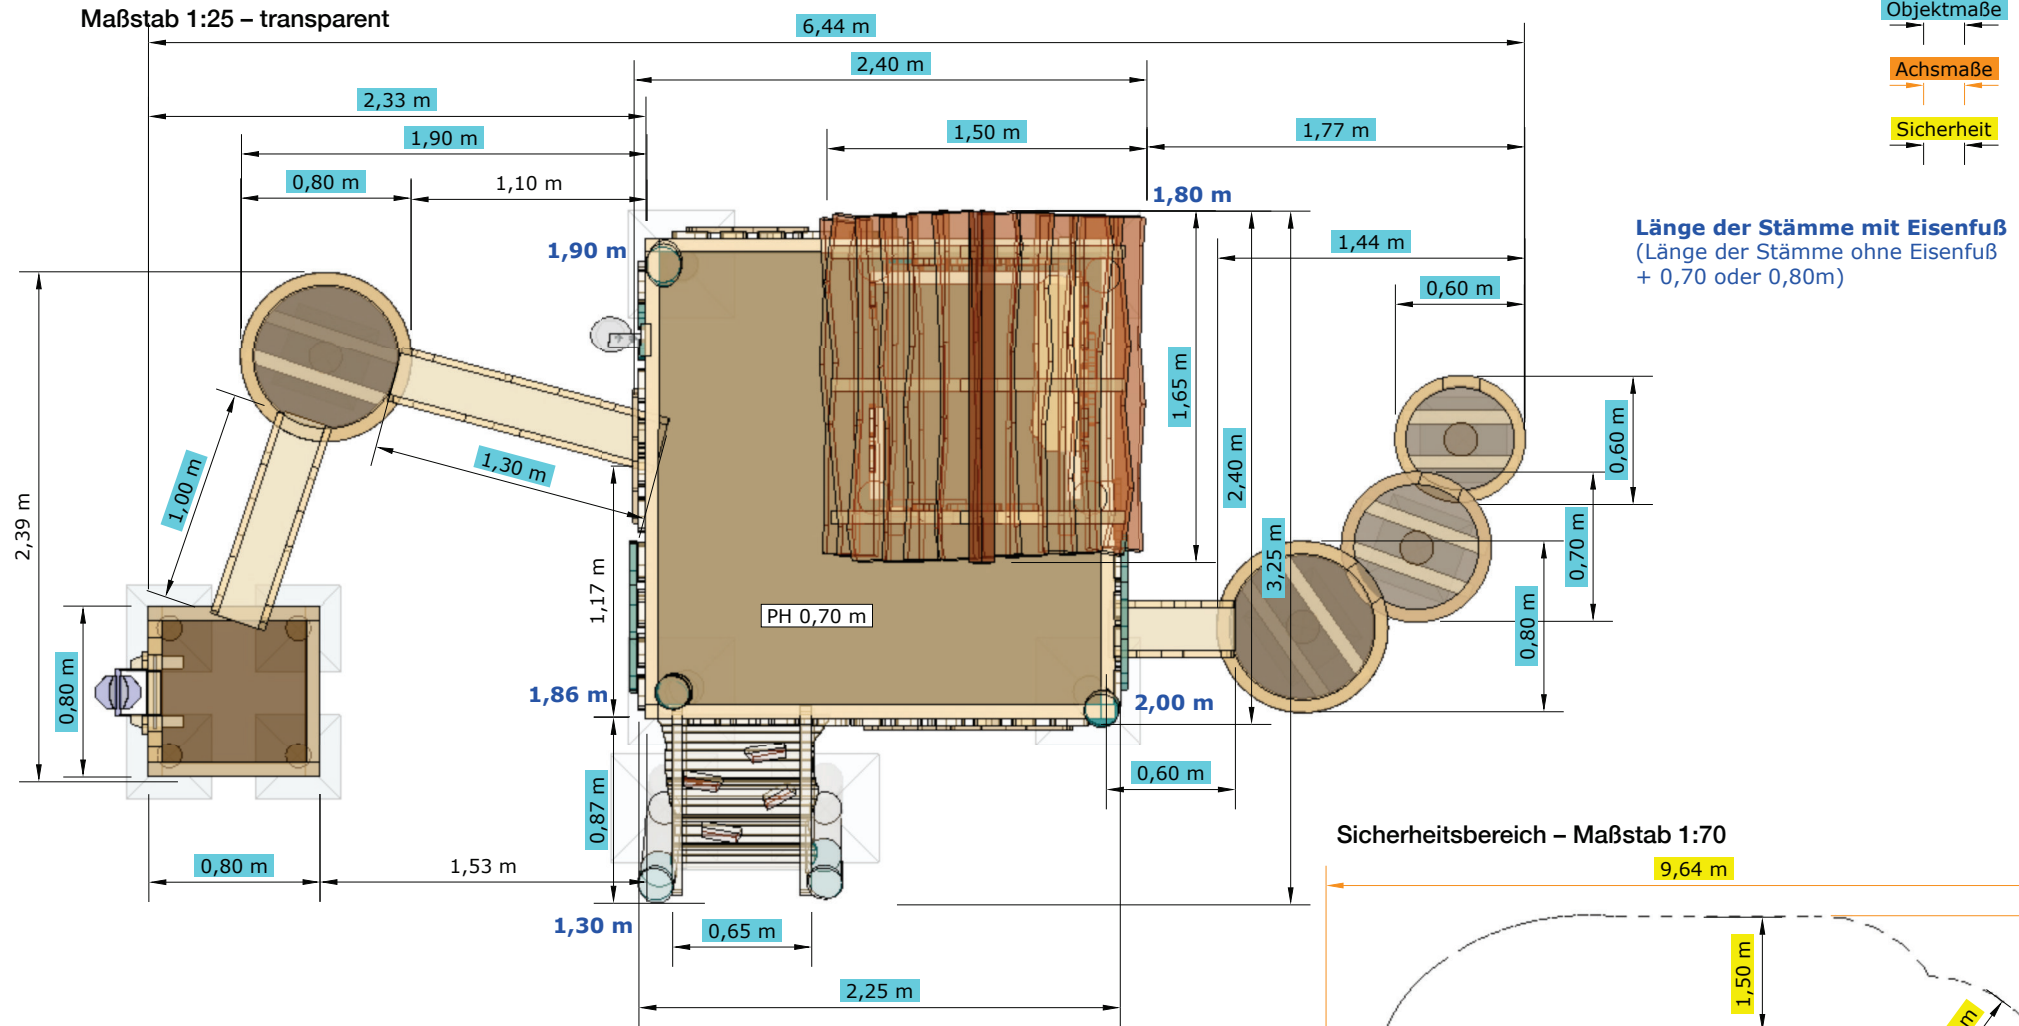 Maßstab 1:25 – transparent
6,44 m
Objektmaße
2,40 m
Achsmaße
2,33 m
1,50 m
1,77 m
Sicherheit
1,90 m
0,80 m
1,10 m
1,80 m
Länge der Stämme mit Eisenfuß
(Länge der Stämme ohne Eisenfuß
+ 0,70 oder 0,80m)
1,90 m
1,44 m
0,60 m
1,65 m
0,60 m
2,40 m
1,30 m
1,00 m
2,39 m
0,70 m
3,25 m
1,17 m
PH 0,70 m
0,80 m
0,80 m
1,86 m
2,00 m
0,60 m
0,87 m
Sicherheitsbereich – Maßstab 1:70
0,80 m
1,53 m
9,64 m
1,30 m
0,65 m
1,50 m
2,25 m
m